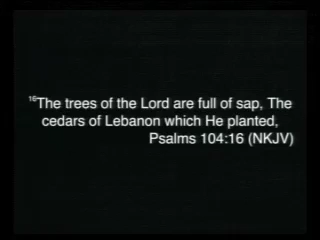 16The trees of the Lord are full of sap, The
cedars of Lebanon which He planted,
Psalms 104:16 (NKJV)